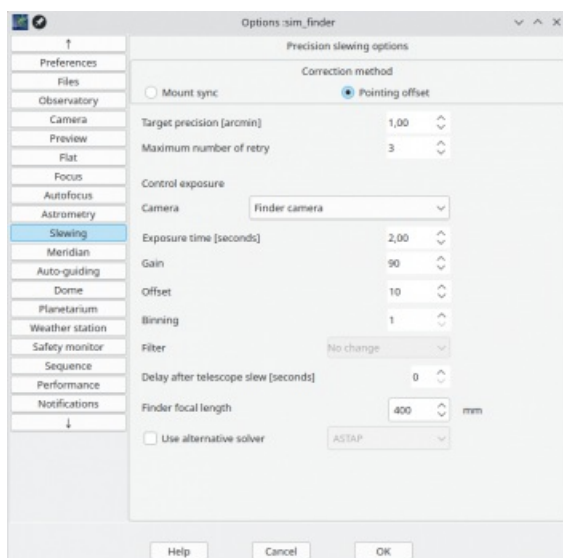 Options :sim_finder
↑
Preferences
Files
Observatory
Camera
Preview
Flat
Focus
Autofocus
Astrometry
Slewing
Meridian
Auto-guiding
Dome
Planetarium
Weather station
Safety monitor
Sequence
Performance
Notifications
↓
Precision slewing options
Correction method
Mount sync Pointing offset
Target precision [arcmin] 1,00
Maximum number of retry 3
Control exposure
Camera Finder camera
Exposure time [seconds] 2,00
Gain 90
Offset 10
Binning 1
Filter No change
Delay after telescope slew [seconds] 0
Finder focal length 400 mm
Use alternative solver ASTAP
Help Cancel OK